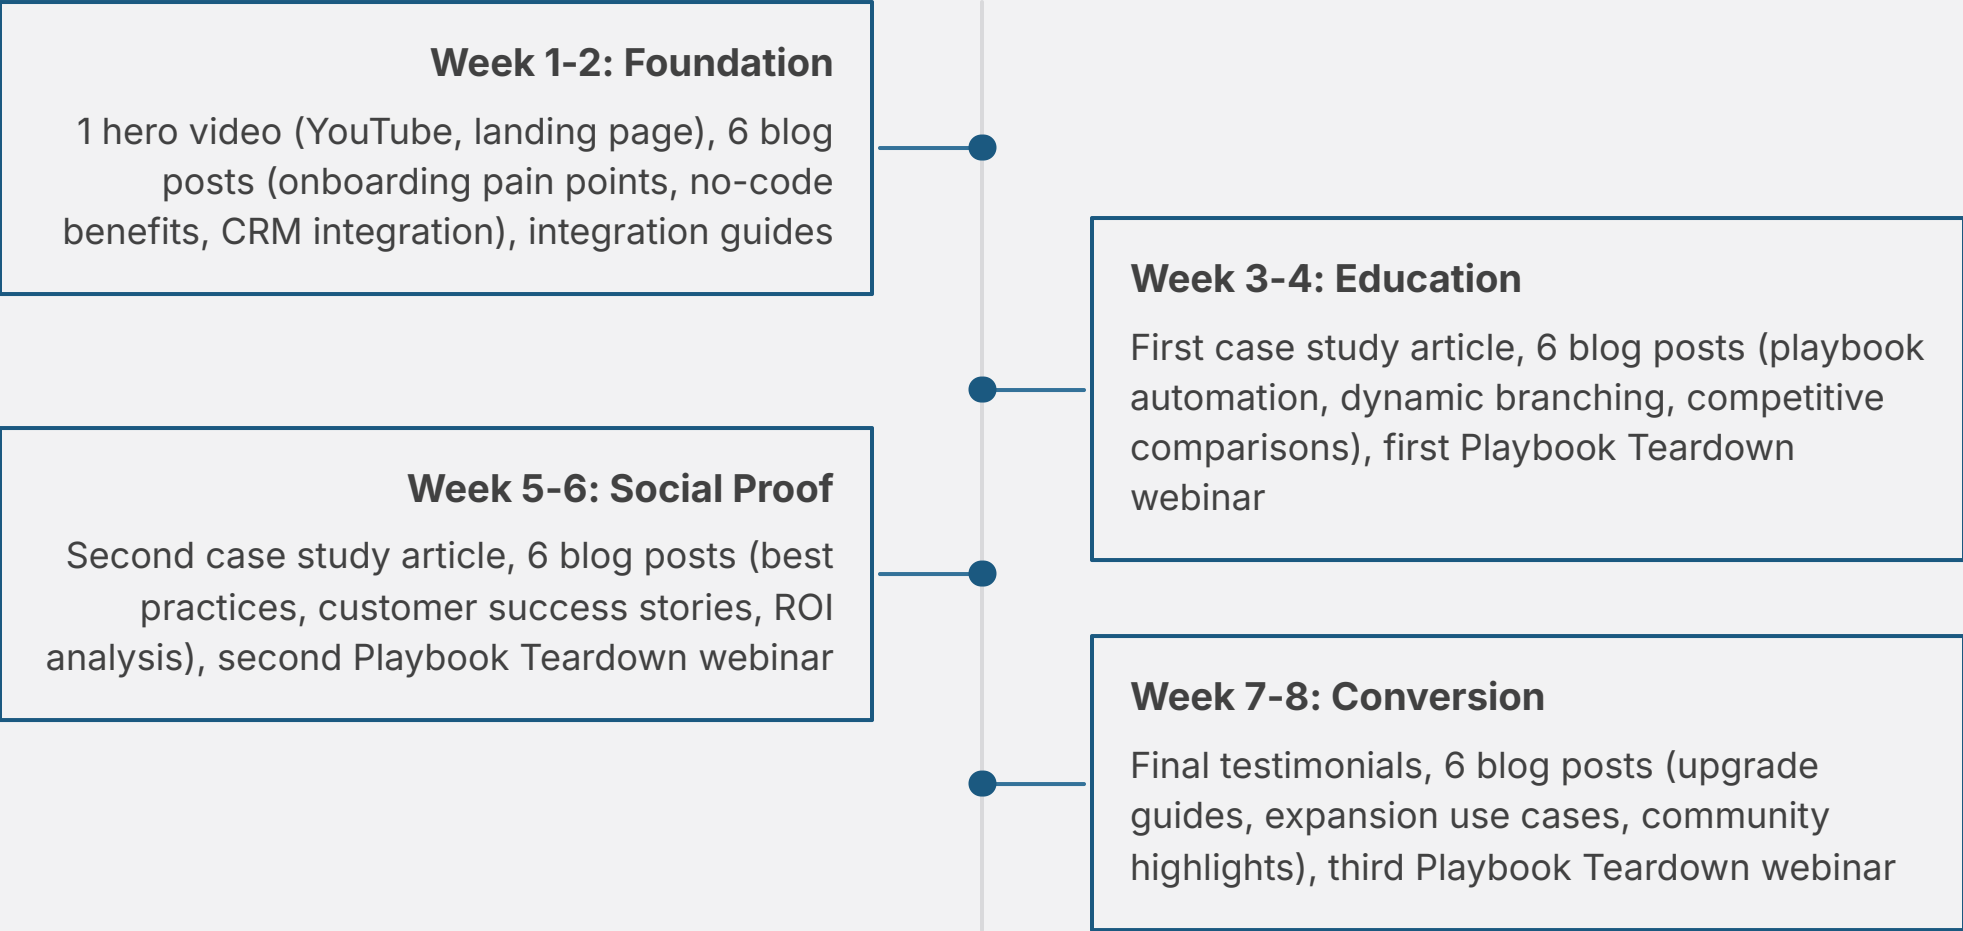 Week 1-2: Foundation
1 hero video (YouTube, landing page), 6 blog
posts (onboarding pain points, no-code
benefits, CRM integration), integration guides
Week 3-4: Education
First case study article, 6 blog posts (playbook
automation, dynamic branching, competitive
comparisons), first Playbook Teardown
webinar
Week 5-6: Social Proof
Second case study article, 6 blog posts (best
practices, customer success stories, ROI
analysis), second Playbook Teardown webinar
Week 7-8: Conversion
Final testimonials, 6 blog posts (upgrade
guides, expansion use cases, community
highlights), third Playbook Teardown webinar